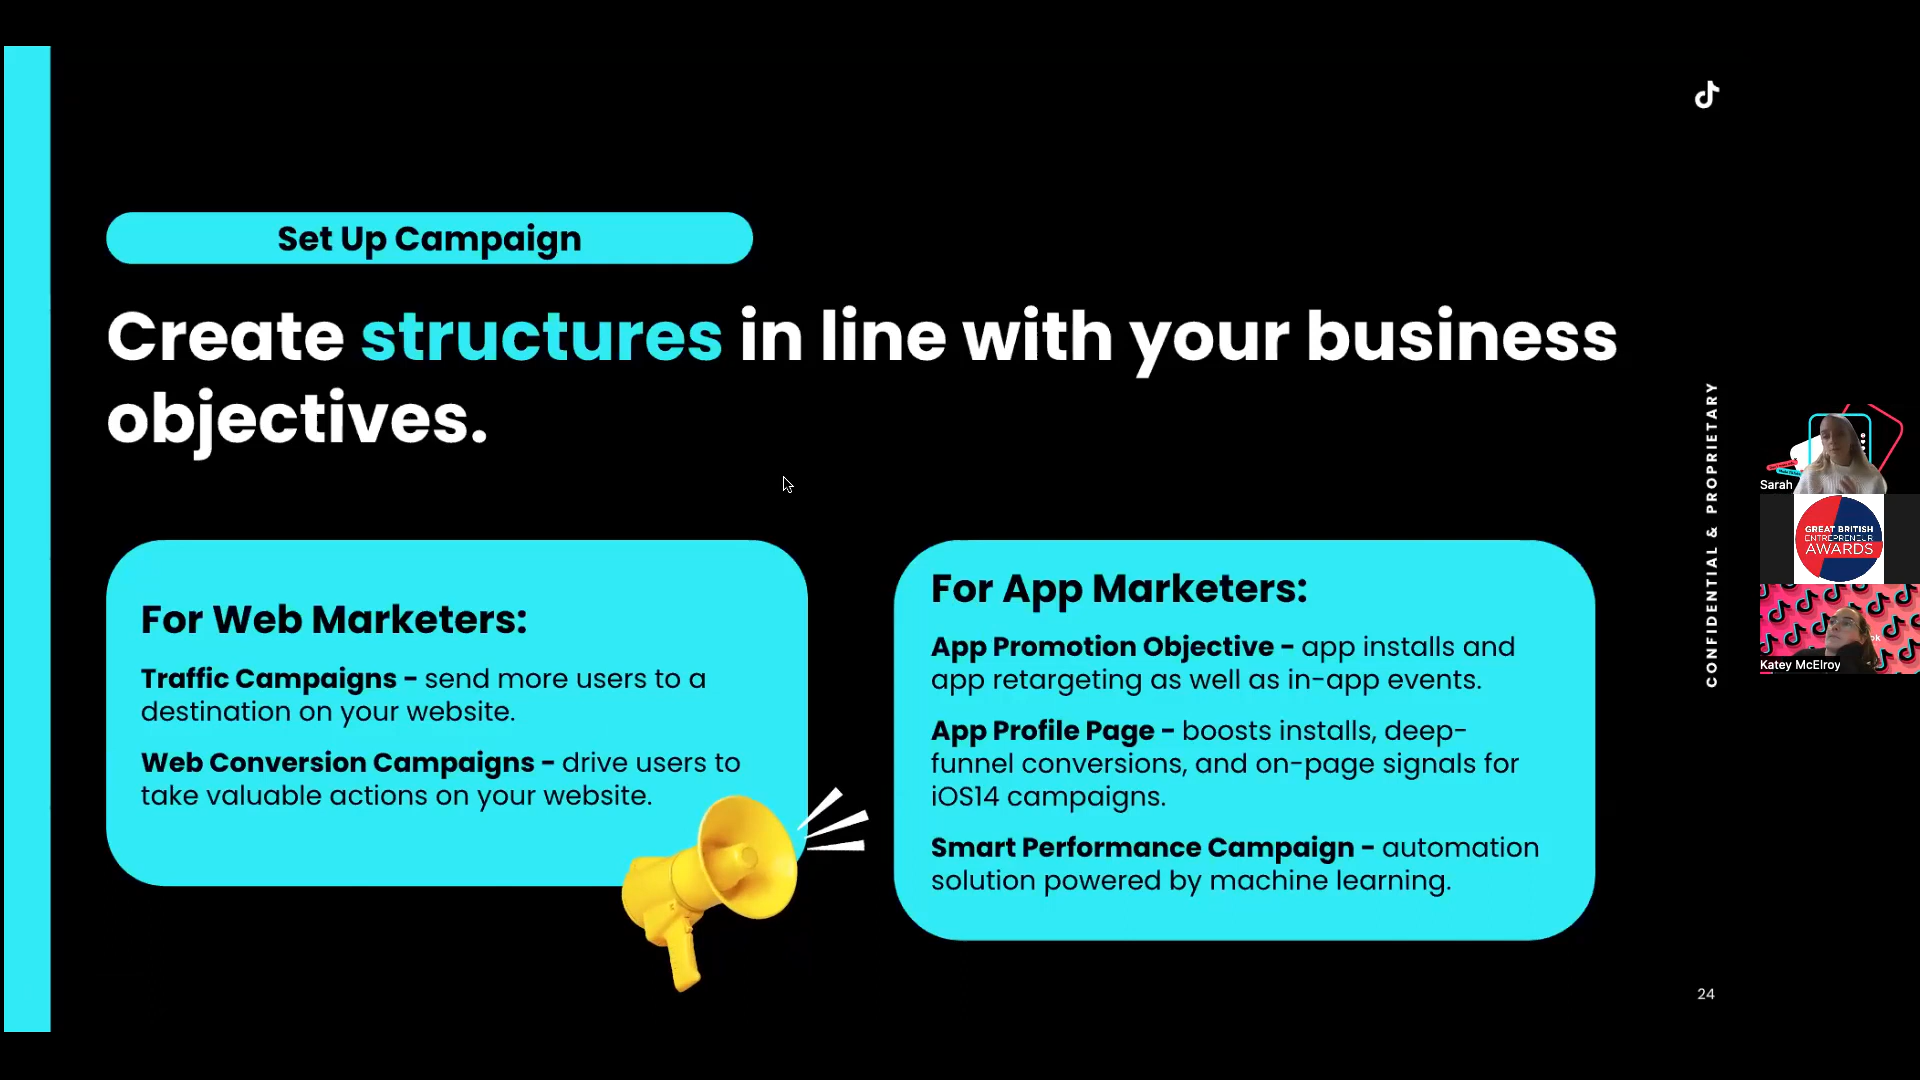 Set Up Campaign
Create structures in line with your business
objectives.
For Web Marketers:
Traffic Campaigns - send more users to a
destination on your website.
Web Conversion Campaigns - drive users to
take valuable actions on your website.
For App Marketers:
App Promotion Objective - app installs and
app retargeting as well as in-app events.
App Profile Page - boosts installs, deep-
funnel conversions, and on-page signals for
iOS14 campaigns.
Smart Performance Campaign - automation
solution powered by machine learning.
CONFIDENTIAL & PROPRIETARY
24
Sarah
GREAT BRITISH
ENTREPRENEUR
AWARDS
Katey McElroy